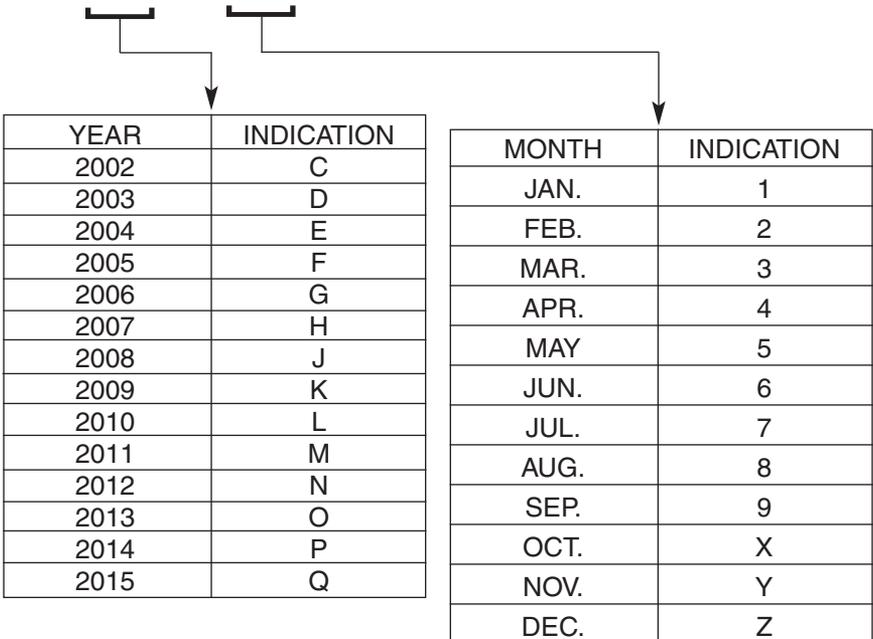 YEAR INDICATION
2002 C
2003 D
2004 E
2005 F
2006 G
2007 H
2008 J
2009 K
2010 L
2011 M
2012 N
2013 O
2014 P
2015 Q
MONTH INDICATION
JAN. 1
FEB. 2
MAR. 3
APR. 4
MAY 5
JUN. 6
JUL. 7
AUG. 8
SEP. 9
OCT. X
NOV. Y
DEC. Z